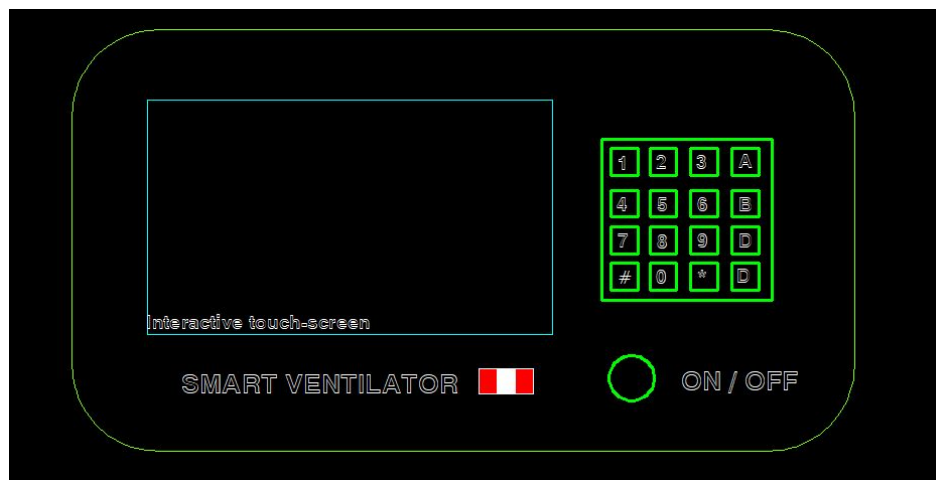 1 2 3 A
4 5 6 B
7 8 9 D
# 0 * D
Interactive touch-screen
SMART VENTILATOR
ON / OFF